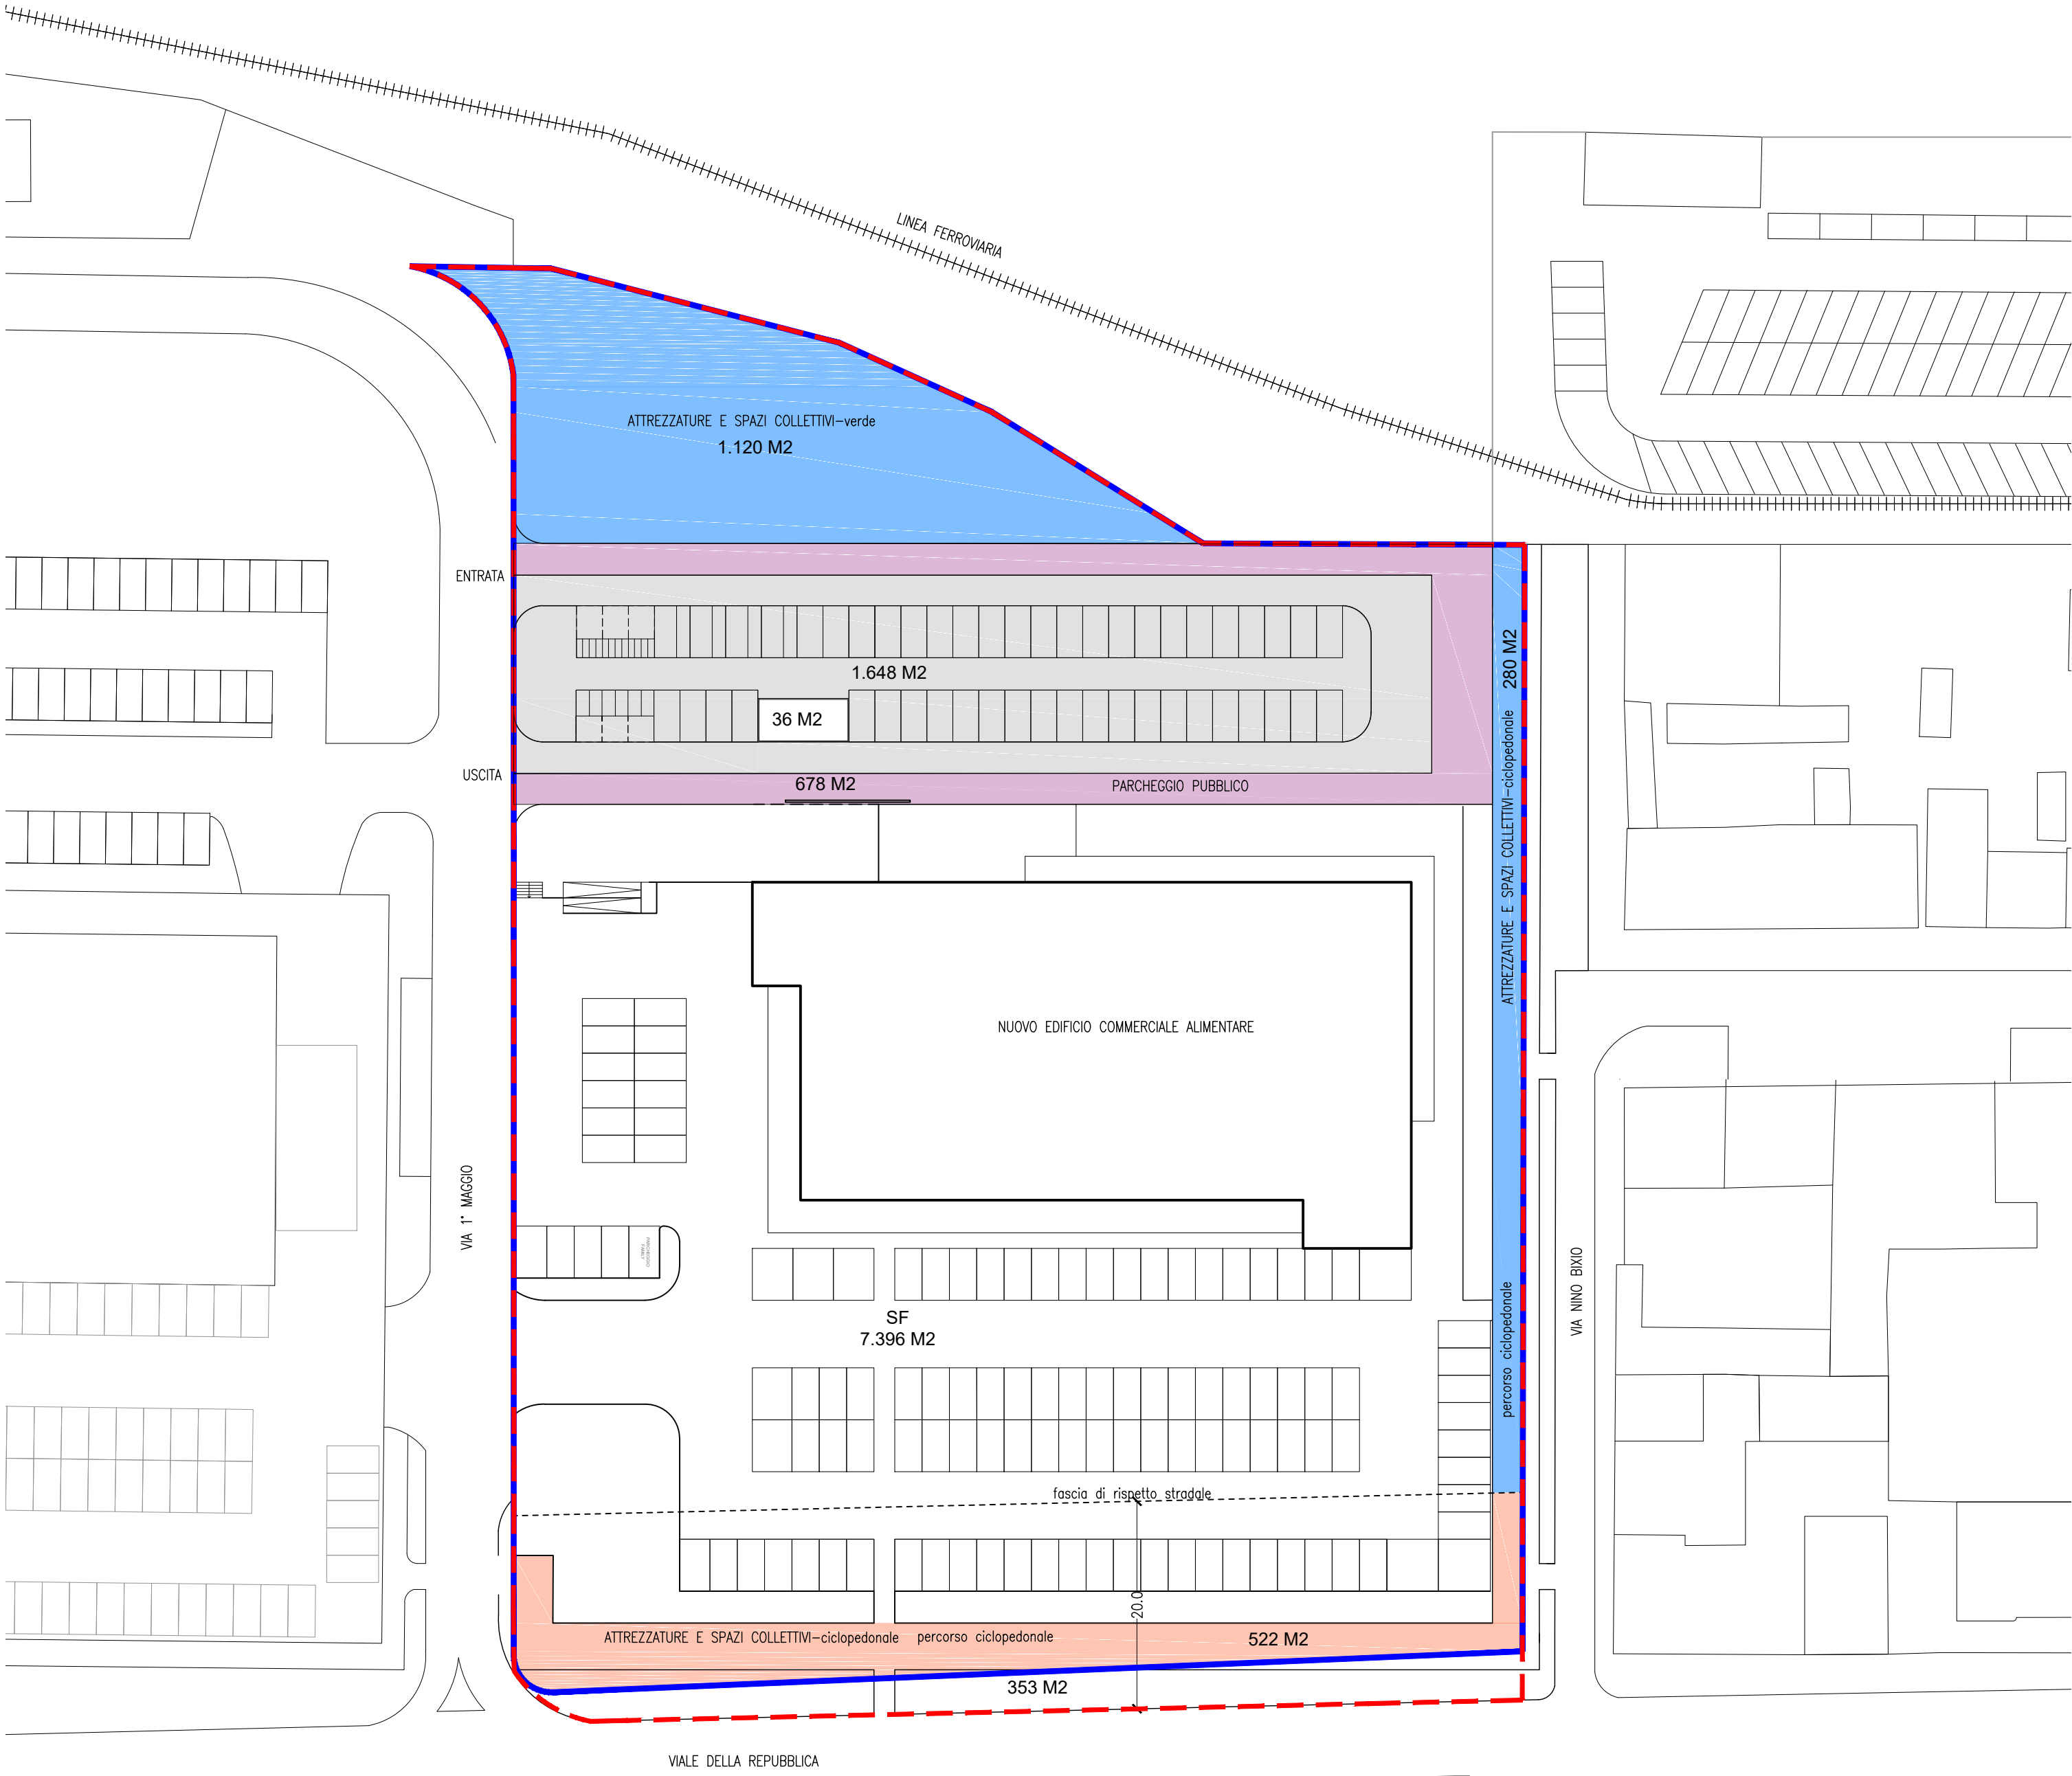 LINEA FERROVIARIA
ATTREZZATURE E SPAZI COLLETTIVI-verde
1.120 M2
ENTRATA
1.648 M2
36 M2
USCITA
678 M2
PARCHEGGIO PUBBLICO
280 M2
ATTREZZATURE E SPAZI COLLETTIVI-ciclopedonale
NUOVO EDIFICIO COMMERCIALE ALIMENTARE
VIA 1° MAGGIO
PARCHEGGIO
FAMILY
VIA NINO BIXIO
percorso ciclopedonale
SF
7.396 M2
fascia di rispetto stradale
20.0
ATTREZZATURE E SPAZI COLLETTIVI-ciclopedonale percorso ciclopedonale
522 M2
353 M2
VIALE DELLA REPUBBLICA